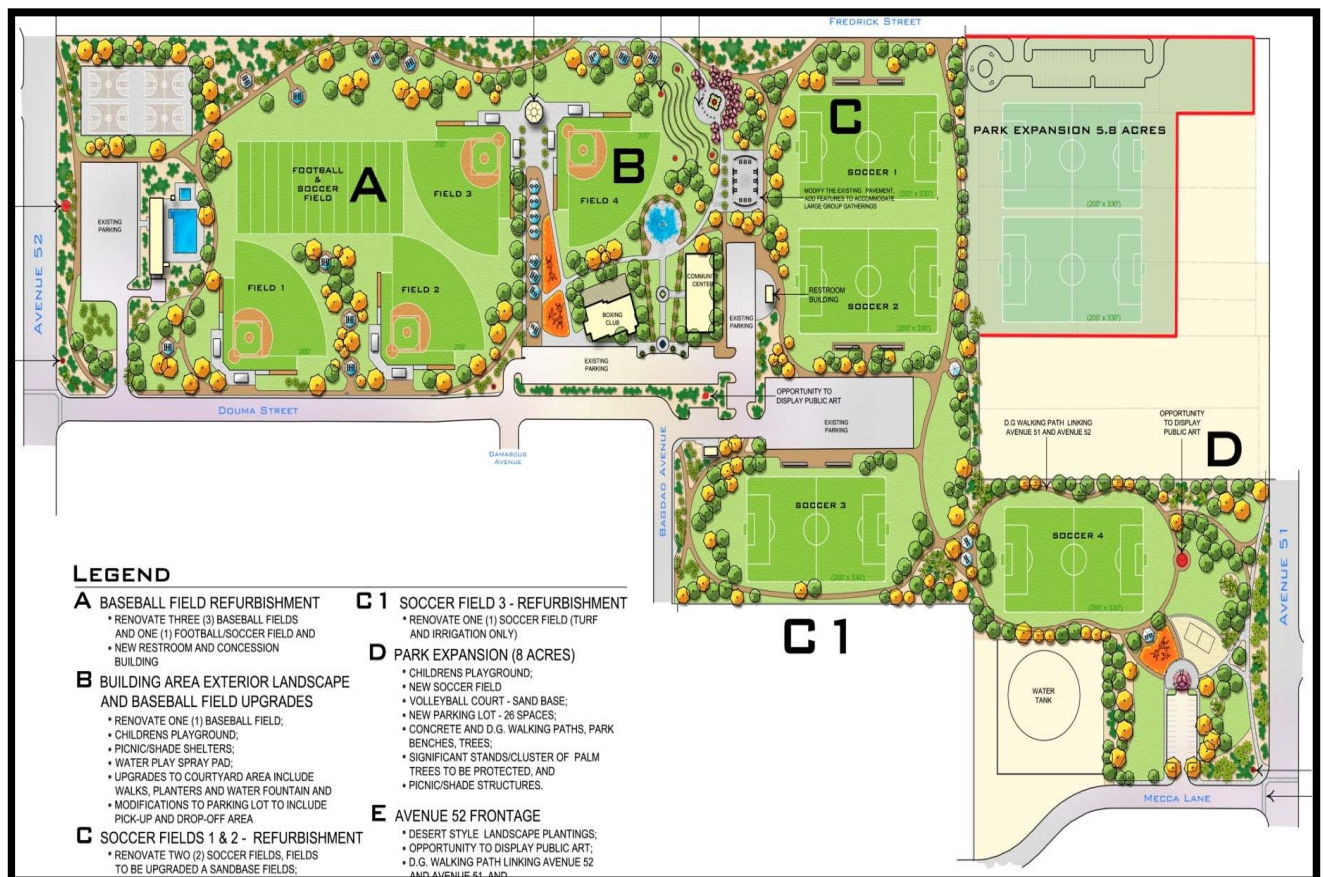 FREDRICK STREET
PARK EXPANSION 5.8 ACRES
C
SOCCER 1
(200' x 330')
(200' x 330')
MODIFY THE EXISTING PAVEMENT,
ADD FEATURES TO ACCOMMODATE
LARGE GROUP GATHERINGS
FOOTBALL
&
SOCCER
FIELD
A
200'
FIELD 3
200'
B
FIELD 4
EXISTING
PARKING
AVENUE 52
FIELD 1
200'
FIELD 2
200'
BOXING
CLUB
COMMUNITY
CENTER
EXISTING
PARKING
RESTROOM
BUILDING
SOCCER 2
(200' x 330')
(200' x 330')
EXISTING
PARKING
OPPORTUNITY TO
DISPLAY PUBLIC ART
EXISTING
PARKING
DOUMA STREET
DAMASCUS
AVENUE
BAGDAD AVENUE
D.G WALKING PATH LINKING
AVENUE 51 AND AVENUE 52
OPPORTUNITY
TO DISPLAY
PUBLIC ART
D
SOCCER 3
(200' x 330')
SOCCER 4
(200' x 330')
AVENUE 51
C 1
WATER
TANK
MECCA LANE
LEGEND
A BASEBALL FIELD REFURBISHMENT
• RENOVATE THREE (3) BASEBALL FIELDS
AND ONE (1) FOOTBALL/SOCCER FIELD AND
• NEW RESTROOM AND CONCESSION
BUILDING
B BUILDING AREA EXTERIOR LANDSCAPE
AND BASEBALL FIELD UPGRADES
• RENOVATE ONE (1) BASEBALL FIELD;
• CHILDRENS PLAYGROUND;
• PICNIC/SHADE SHELTERS;
• WATER PLAY SPRAY PAD;
• UPGRADES TO COURTYARD AREA INCLUDE
WALKS, PLANTERS AND WATER FOUNTAIN AND
• MODIFICATIONS TO PARKING LOT TO INCLUDE
PICK-UP AND DROP-OFF AREA
C SOCCER FIELDS 1 & 2 - REFURBISHMENT
• RENOVATE TWO (2) SOCCER FIELDS, FIELDS
TO BE UPGRADED A SANDBASE FIELDS;
C 1 SOCCER FIELD 3 - REFURBISHMENT
• RENOVATE ONE (1) SOCCER FIELD (TURF
AND IRRIGATION ONLY)
D PARK EXPANSION (8 ACRES)
• CHILDRENS PLAYGROUND;
• NEW SOCCER FIELD
• VOLLEYBALL COURT - SAND BASE;
• NEW PARKING LOT - 26 SPACES;
• CONCRETE AND D.G. WALKING PATHS, PARK
BENCHES, TREES;
• SIGNIFICANT STANDS/CLUSTER OF PALM
TREES TO BE PROTECTED, AND
• PICNIC/SHADE STRUCTURES.
E AVENUE 52 FRONTAGE
• DESERT STYLE LANDSCAPE PLANTINGS;
• OPPORTUNITY TO DISPLAY PUBLIC ART;
• D.G. WALKING PATH LINKING AVENUE 52
AND AVENUE 51, AND